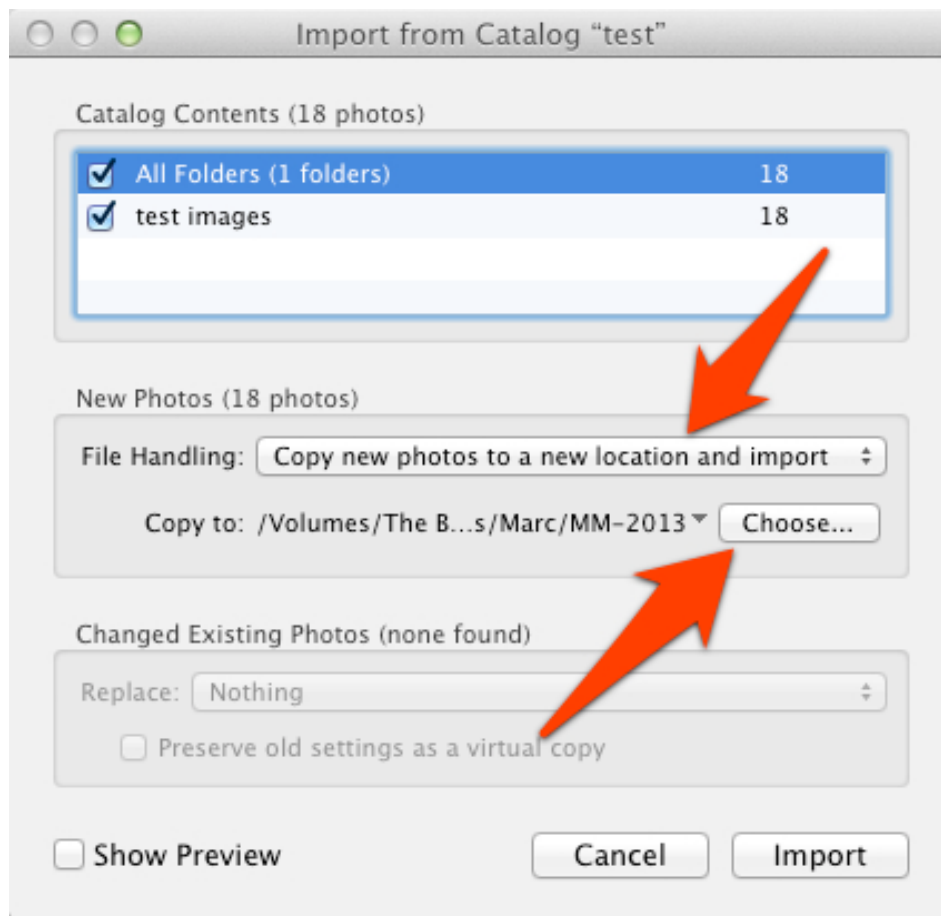 Import from Catalog “test”
Catalog Contents (18 photos)
All Folders (1 folders) 18
test images 18
New Photos (18 photos)
File Handling: Copy new photos to a new location and import
Copy to: /Volumes/The B...s/Marc/MM-2013 Choose...
Changed Existing Photos (none found)
Replace: Nothing
Preserve old settings as a virtual copy
Show Preview Cancel Import